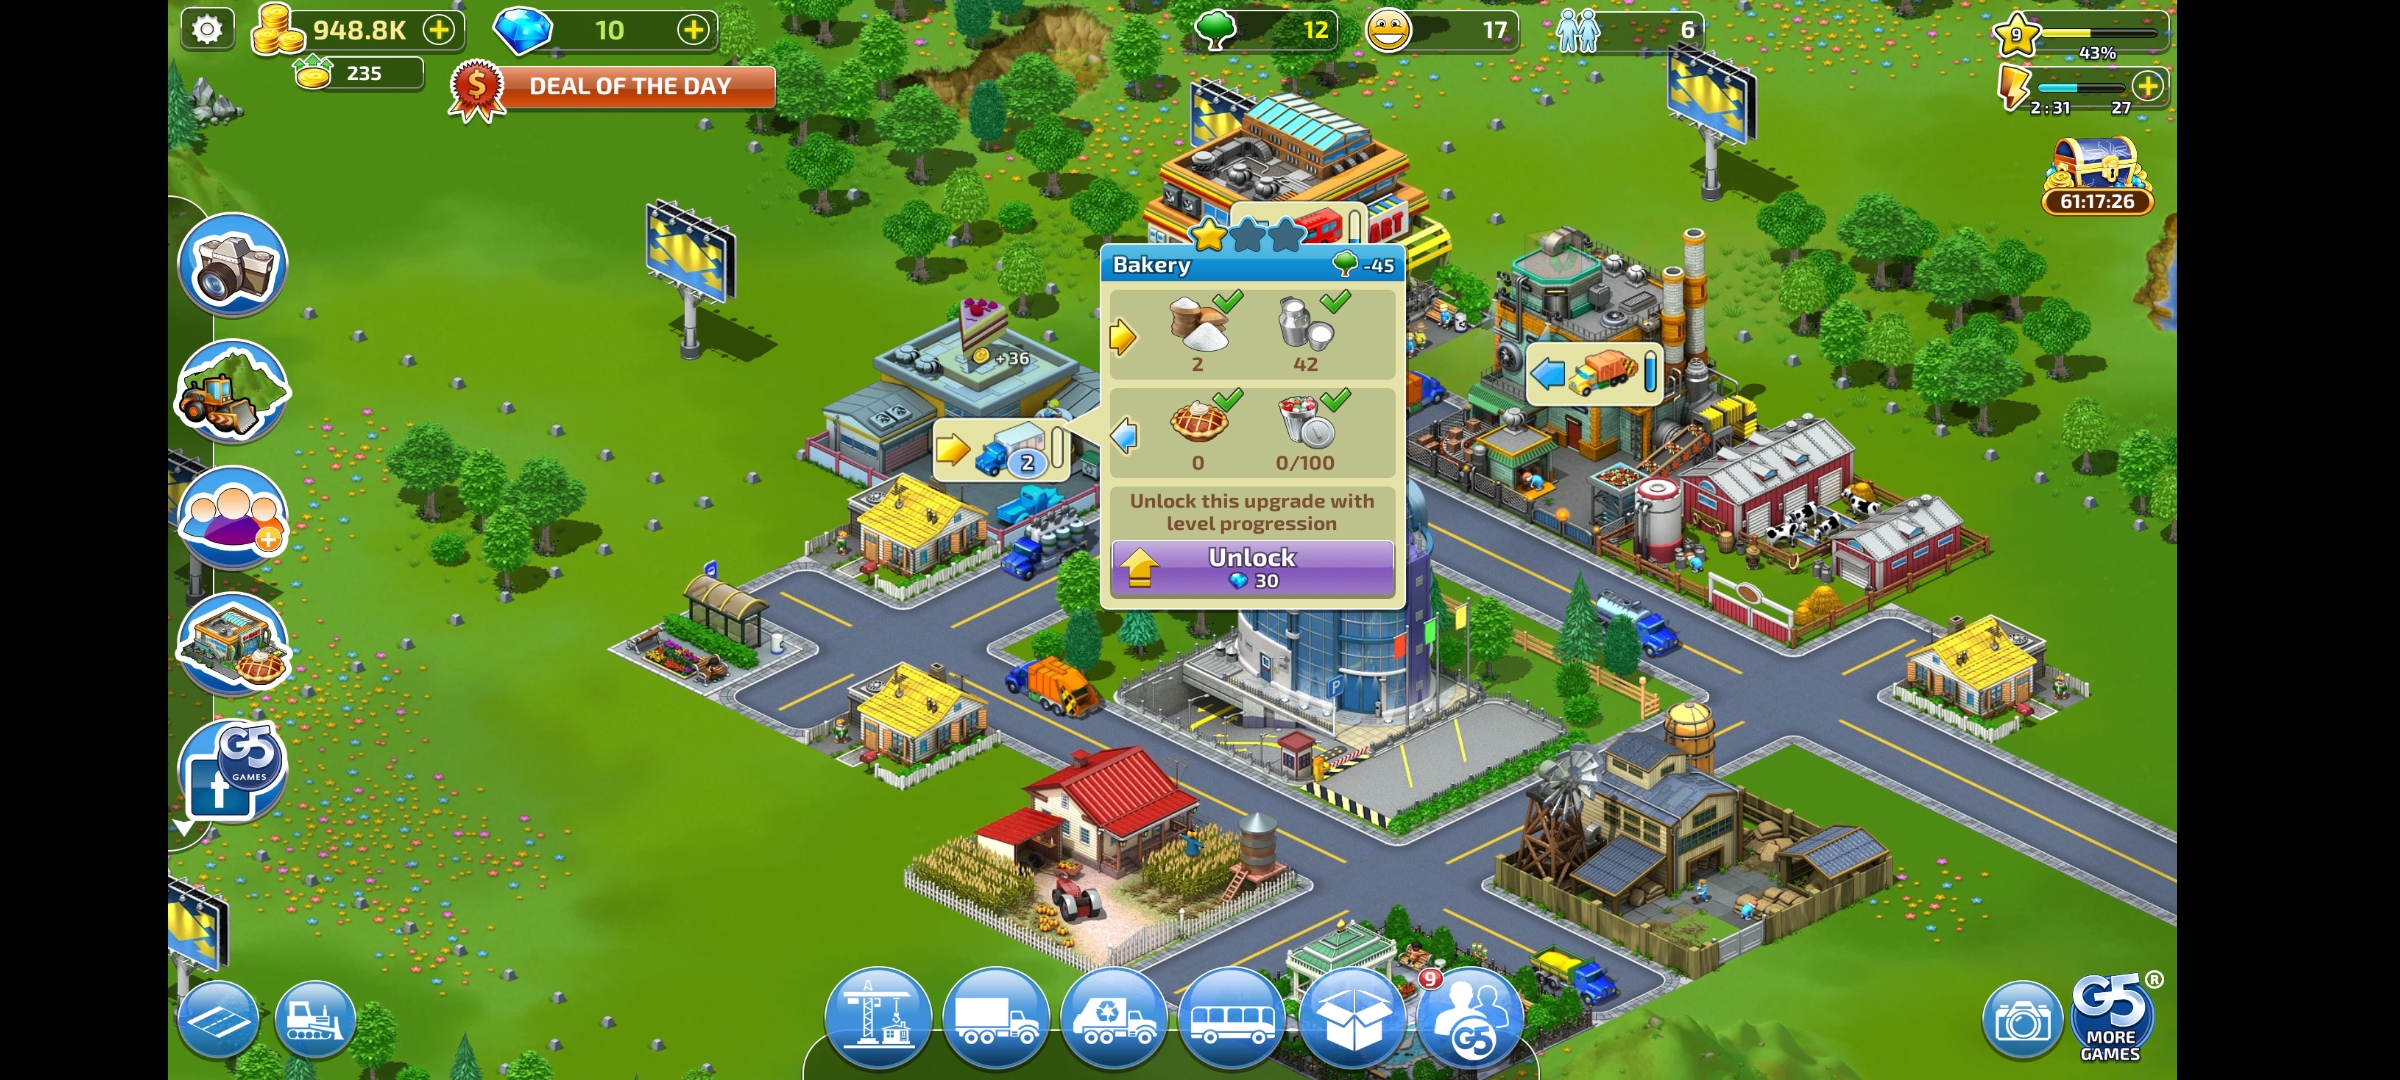 948.8K
10
12
17
6
9
43%
235
DEAL OF THE DAY
2:31
27
61:17:26
ART
Bakery
-45
2
42
+36
2
0
0/100
Unlock this upgrade with
level progression
Unlock
30
P
G5
GAMES
f
A
9
G5
G5 ®
MORE
GAMES